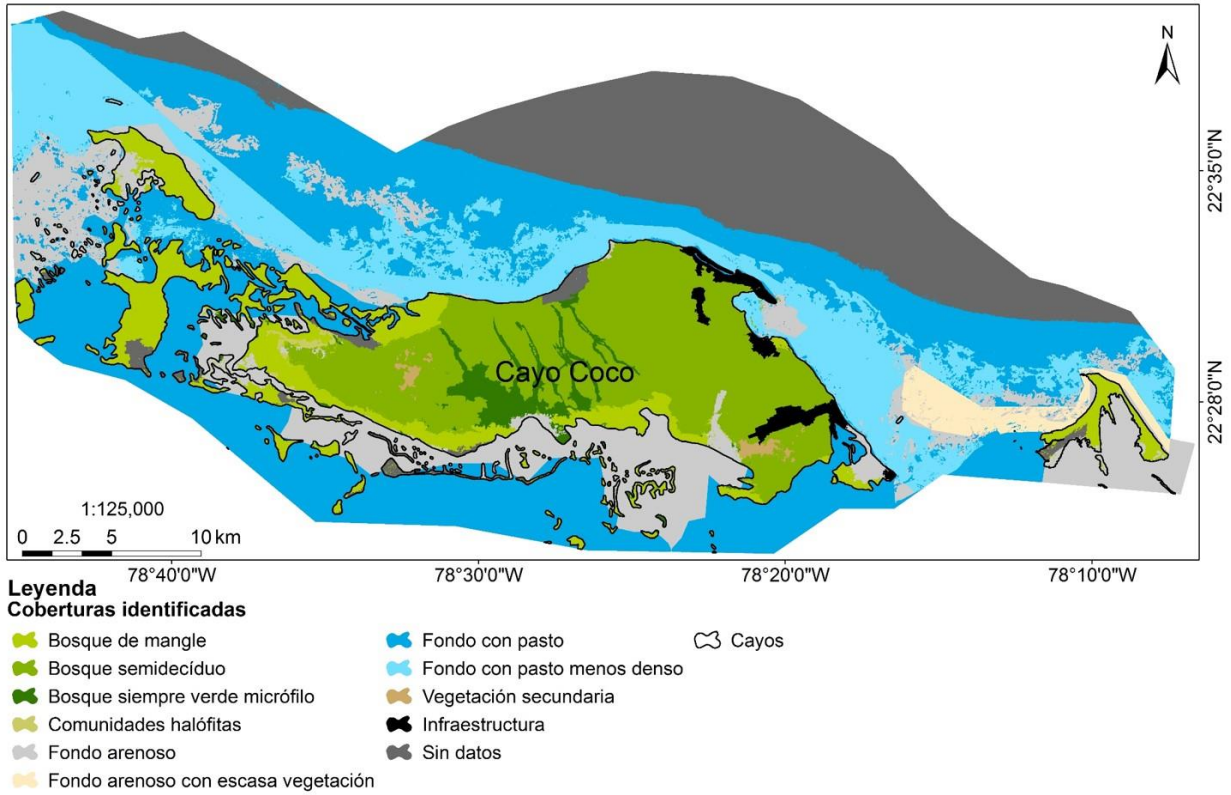 N
22°35'0"N
22°28'0"N
Cayo Coco
1:125,000
0 2.5 5 10 km
78°40'0"W 78°30'0"W 78°20'0"W 78°10'0"W
Leyenda
Coberturas identificadas
Bosque de mangle
Bosque semidecíduo
Bosque siempre verde micrófilo
Comunidades halófitas
Fondo arenoso
Fondo arenoso con escasa vegetación
Fondo con pasto
Fondo con pasto menos denso
Vegetación secundaria
Infraestructura
Sin datos
Cayos